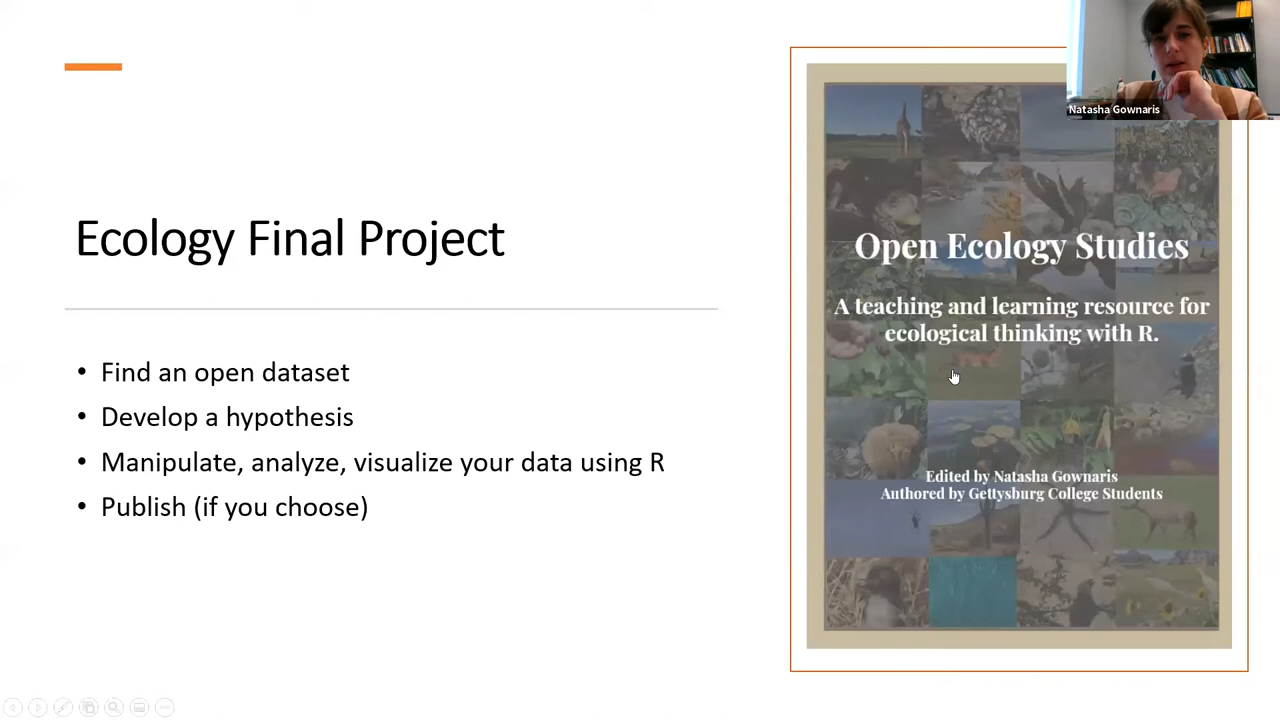 Natasha Gownaris
Ecology Final Project
• Find an open dataset
• Develop a hypothesis
• Manipulate, analyze, visualize your data using R
• Publish (if you choose)
Open Ecology Studies
A teaching and learning resource for
ecological thinking with R.
Edited by Natasha Gownaris
Authored by Gettysburg College Students